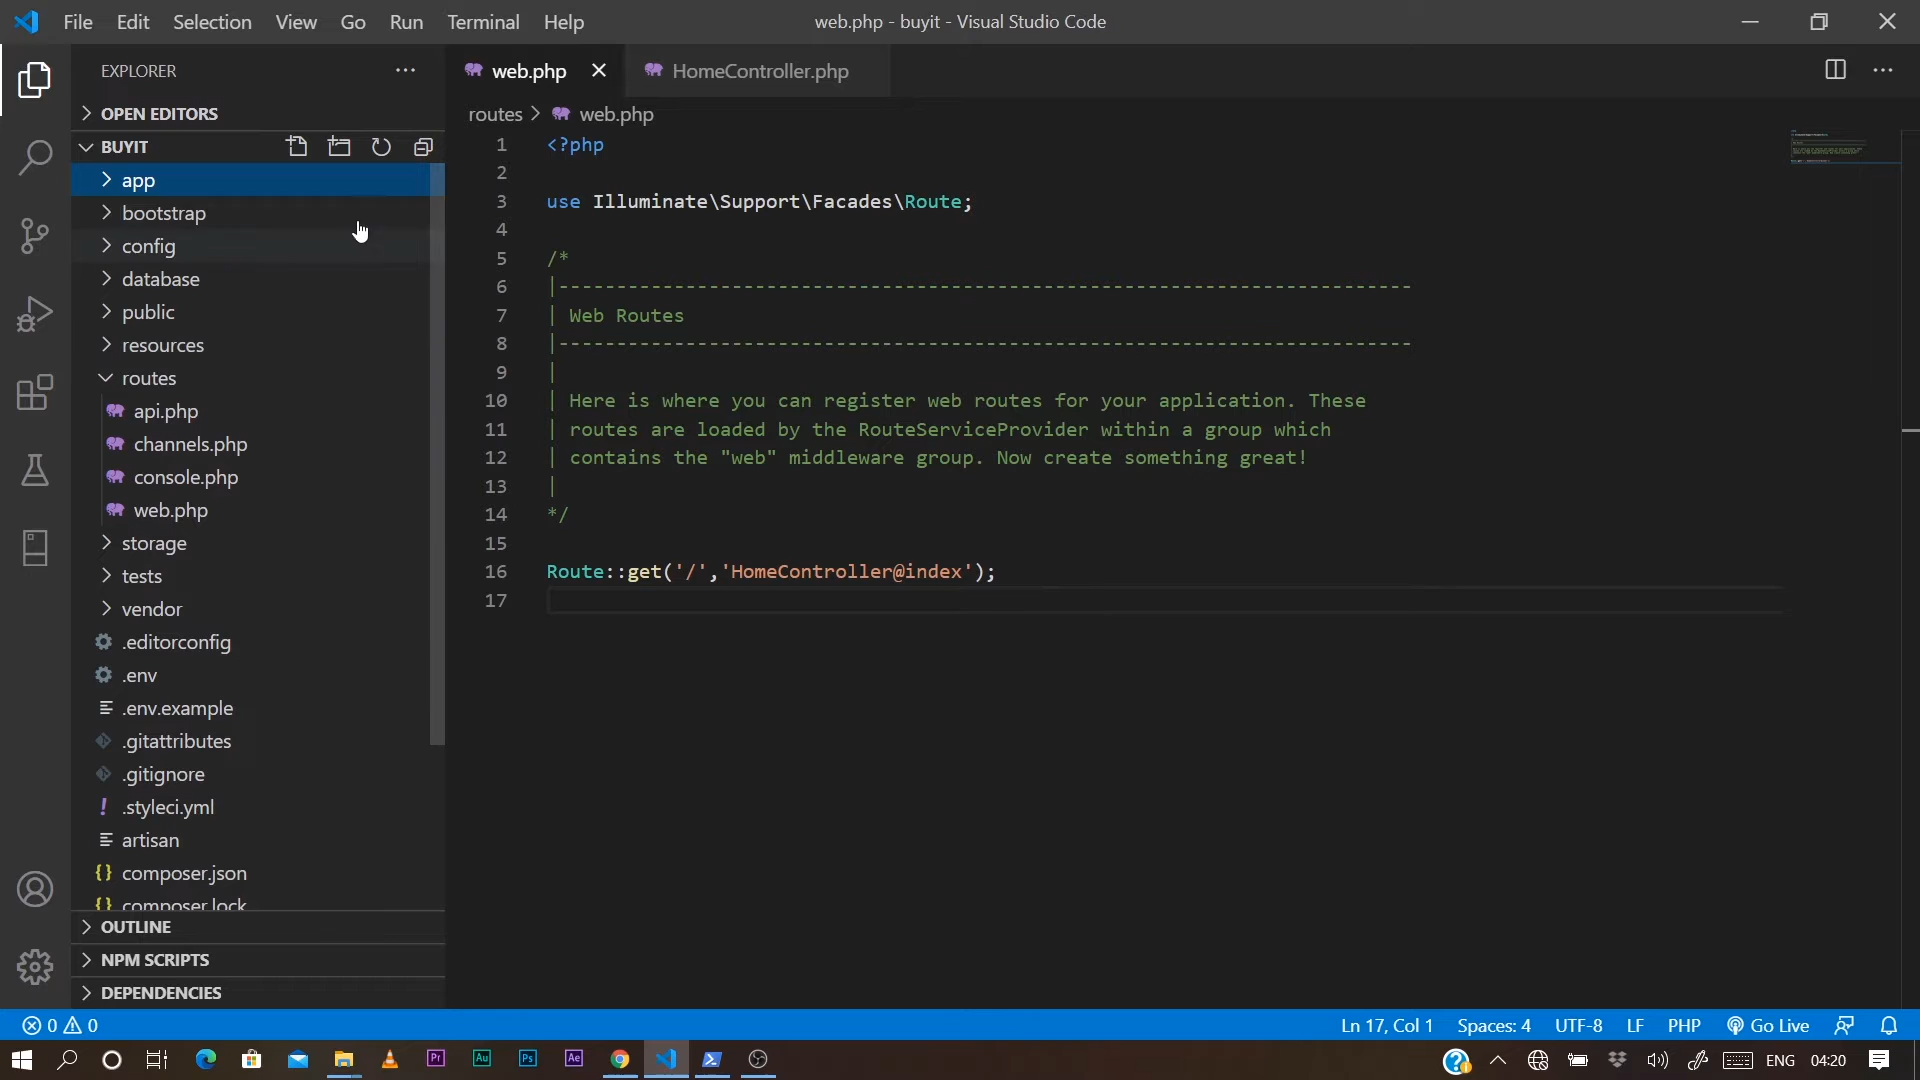 File Edit Selection View Go Run Terminal Help
web.php - buyit - Visual Studio Code
EXPLORER
OPEN EDITORS
BUYIT
app
bootstrap
config
database
public
resources
routes
api.php
channels.php
console.php
web.php
storage
tests
vendor
.editorconfig
.env
.env.example
.gitattributes
.gitignore
.styleci.yml
artisan
composer.json
composer.lock
OUTLINE
NPM SCRIPTS
DEPENDENCIES
web.php HomeController.php
routes > web.php
1 <?php
2
3 use Illuminate\Support\Facades\Route;
4
5 /*
6 |--------------------------------------------------------------------------
7 | Web Routes
8 |--------------------------------------------------------------------------
9 |
10 | Here is where you can register web routes for your application. These
11 | routes are loaded by the RouteServiceProvider within a group which
12 | contains the "web" middleware group. Now create something great!
13 |
14 */
15
16 Route::get('/','HomeController@index');
17
0 0
Ln 17, Col 1 Spaces: 4 UTF-8 LF PHP Go Live
Pr Au Ps Ae
ENG 04:20